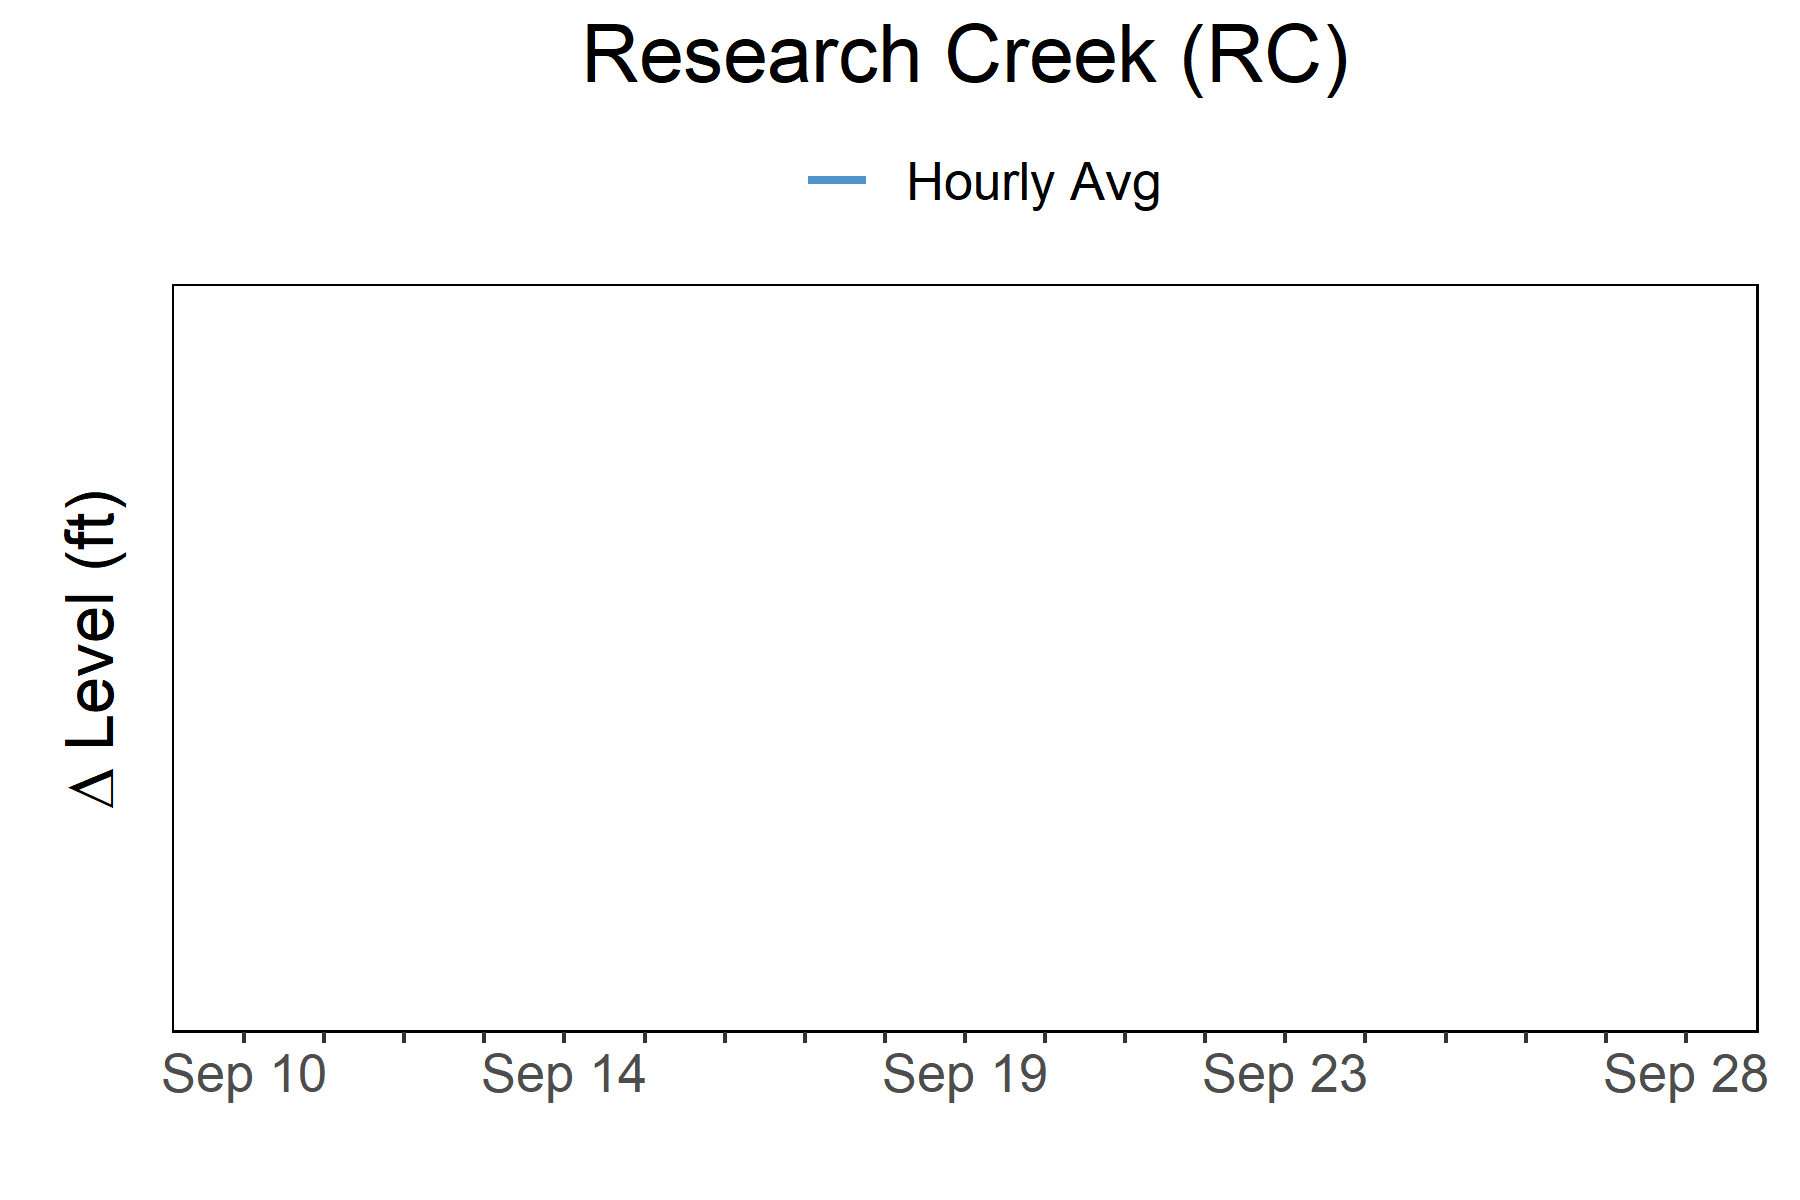 Research Creek (RC)
Hourly Avg
Δ Level (ft)
Sep 10 Sep 14 Sep 19 Sep 23 Sep 28